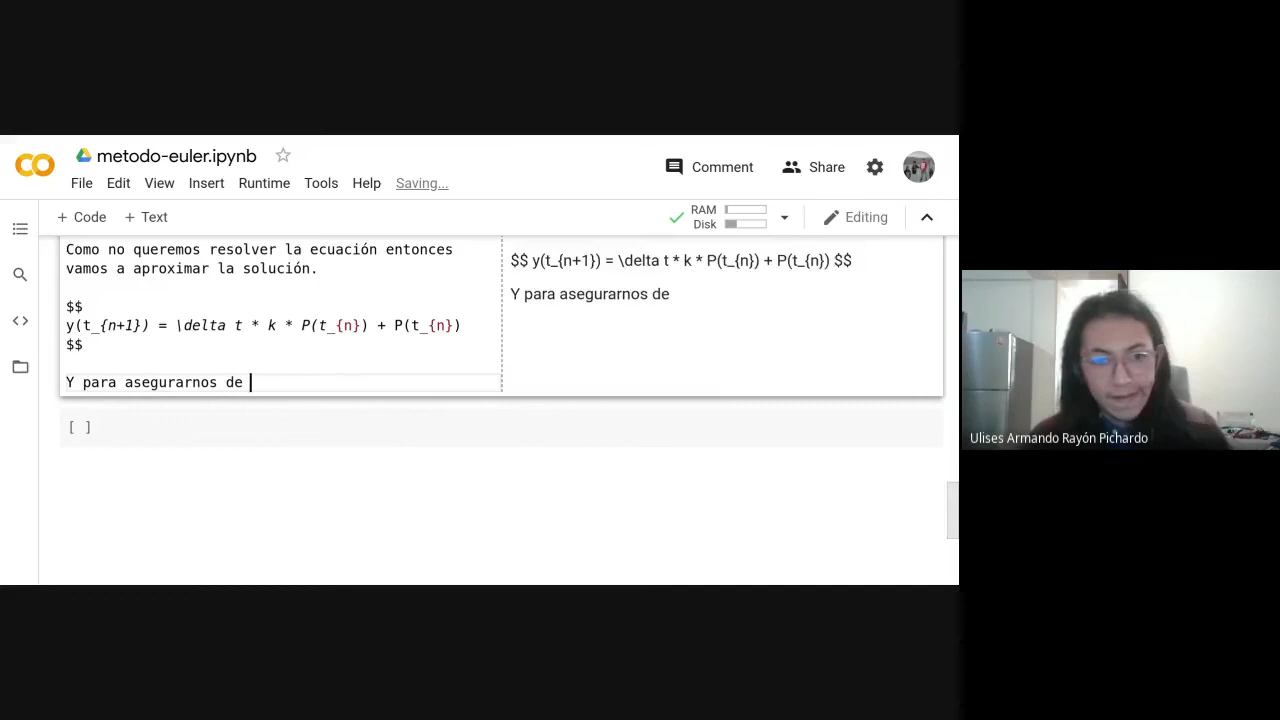 metodo-euler.ipynb
Comment
Share
File Edit View Insert Runtime Tools Help Saving...
+ Code + Text
RAM
Disk
Editing
Como no queremos resolver la ecuación entonces
vamos a aproximar la solución.
$$
y(t_{n+1}) = \delta t * k * P(t_{n}) + P(t_{n})
$$
Y para asegurarnos de
$$ y(t_{n+1}) = \delta t * k * P(t_{n}) + P(t_{n}) $$
Y para asegurarnos de
[ ]
Ulises Armando Rayón Pichardo